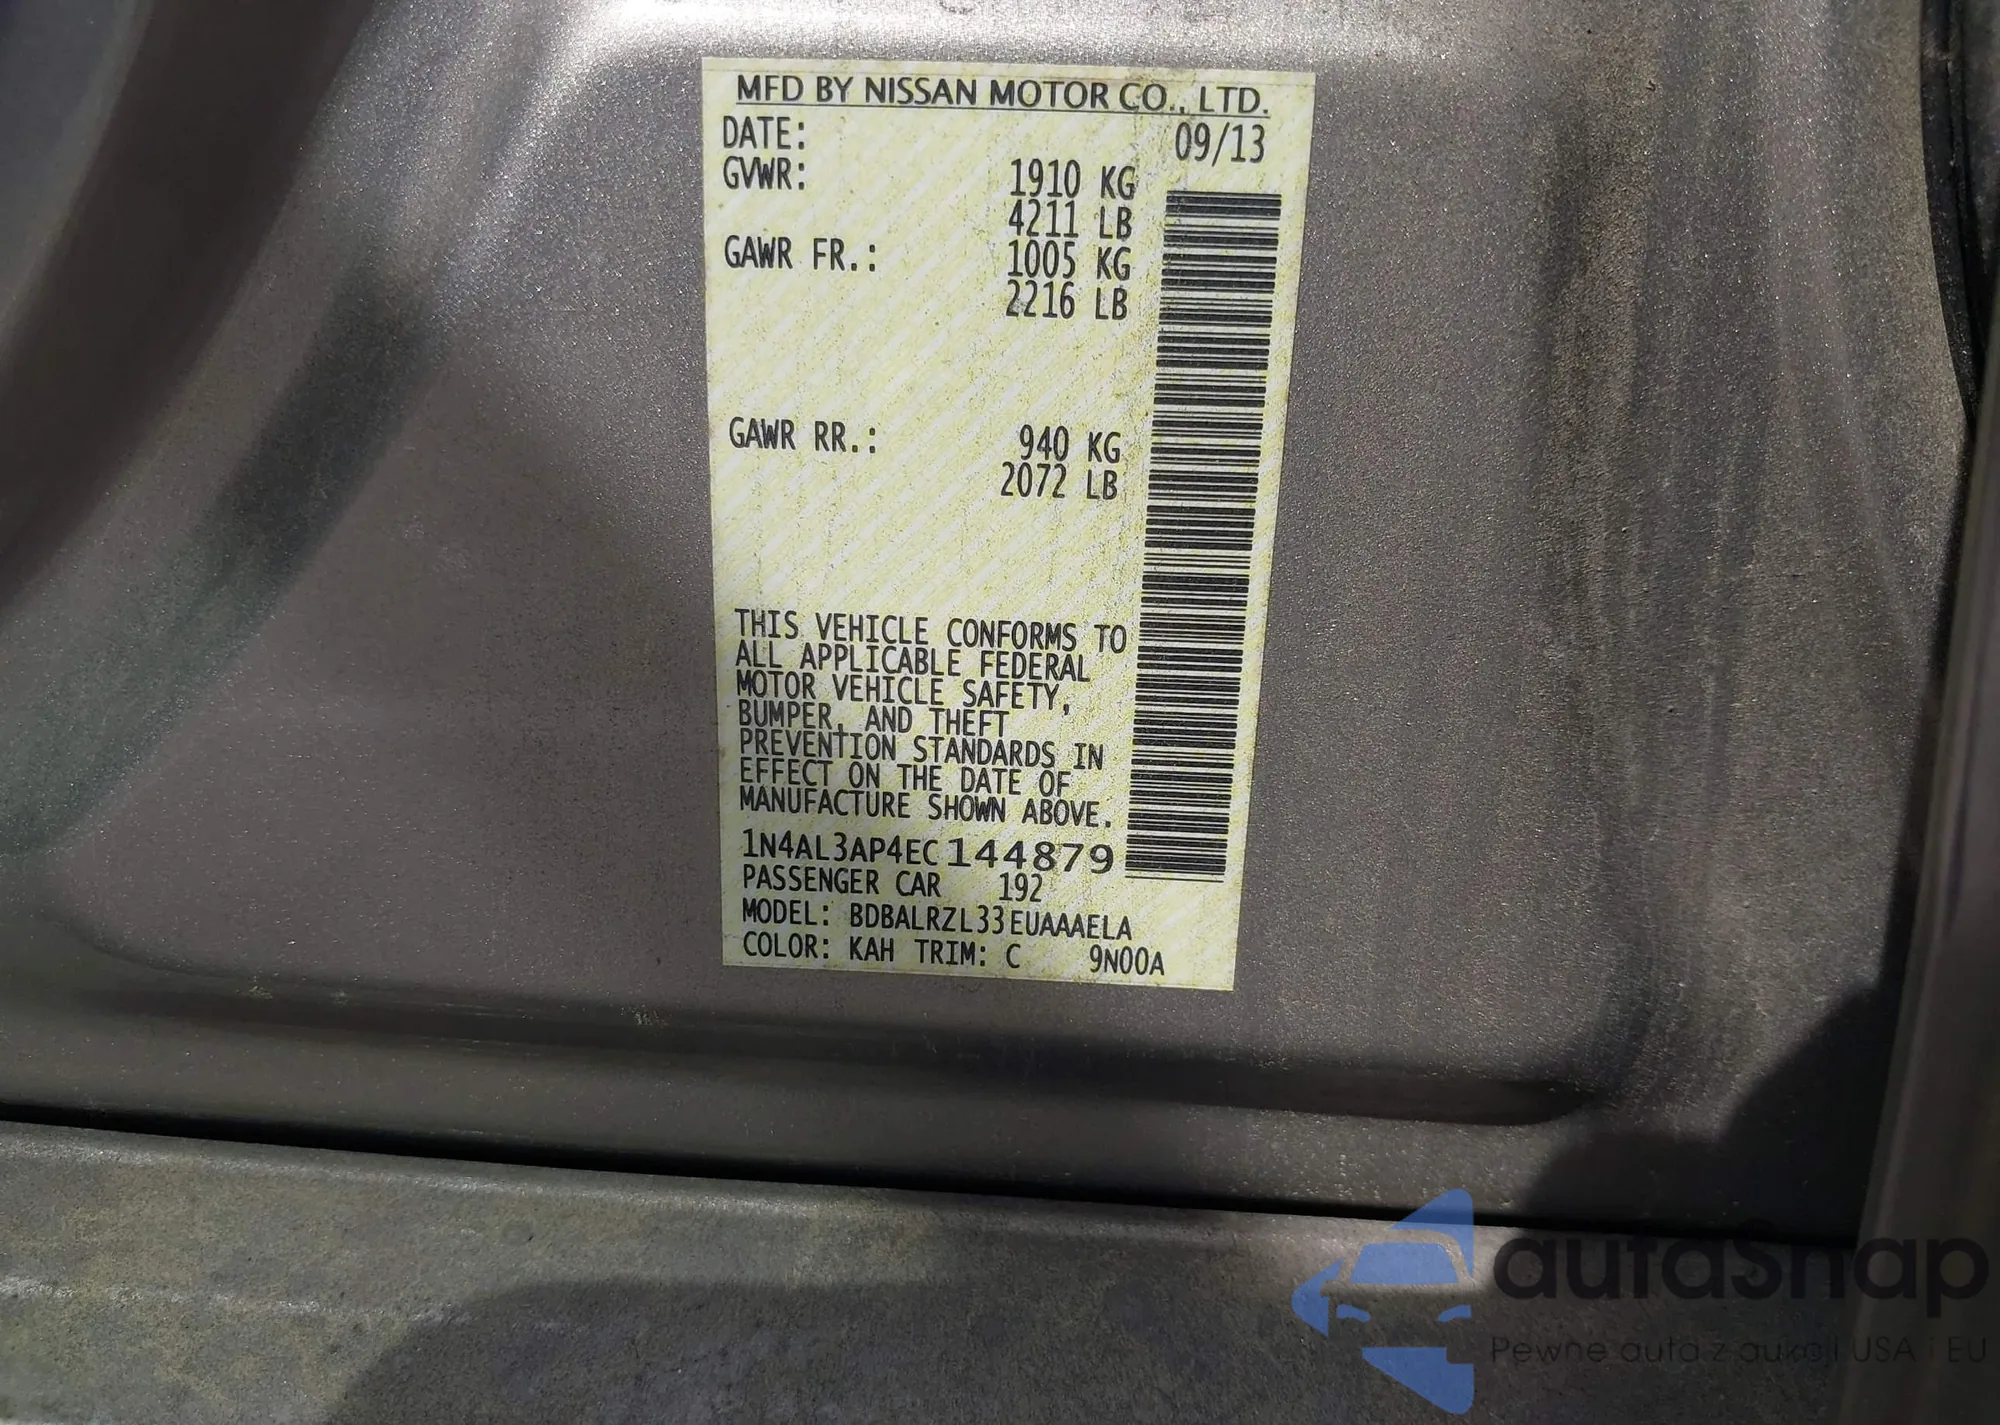 MFD BY NISSAN MOTOR CO., LTD.
DATE: 09/13
GVWR: 1910 KG
4211 LB
GAWR FR.: 1005 KG
2216 LB
GAWR RR.: 940 KG
2072 LB
THIS VEHICLE CONFORMS TO
ALL APPLICABLE FEDERAL
MOTOR VEHICLE SAFETY,
BUMPER, AND THEFT
PREVENTION STANDARDS IN
EFFECT ON THE DATE OF
MANUFACTURE SHOWN ABOVE.
1N4AL3AP4EC144879
PASSENGER CAR 192
MODEL: BDBALRZL33EUAAAELA
COLOR: KAH TRIM: C 9N00A
autaSnap
Pewne auta z aukcji USA i EU